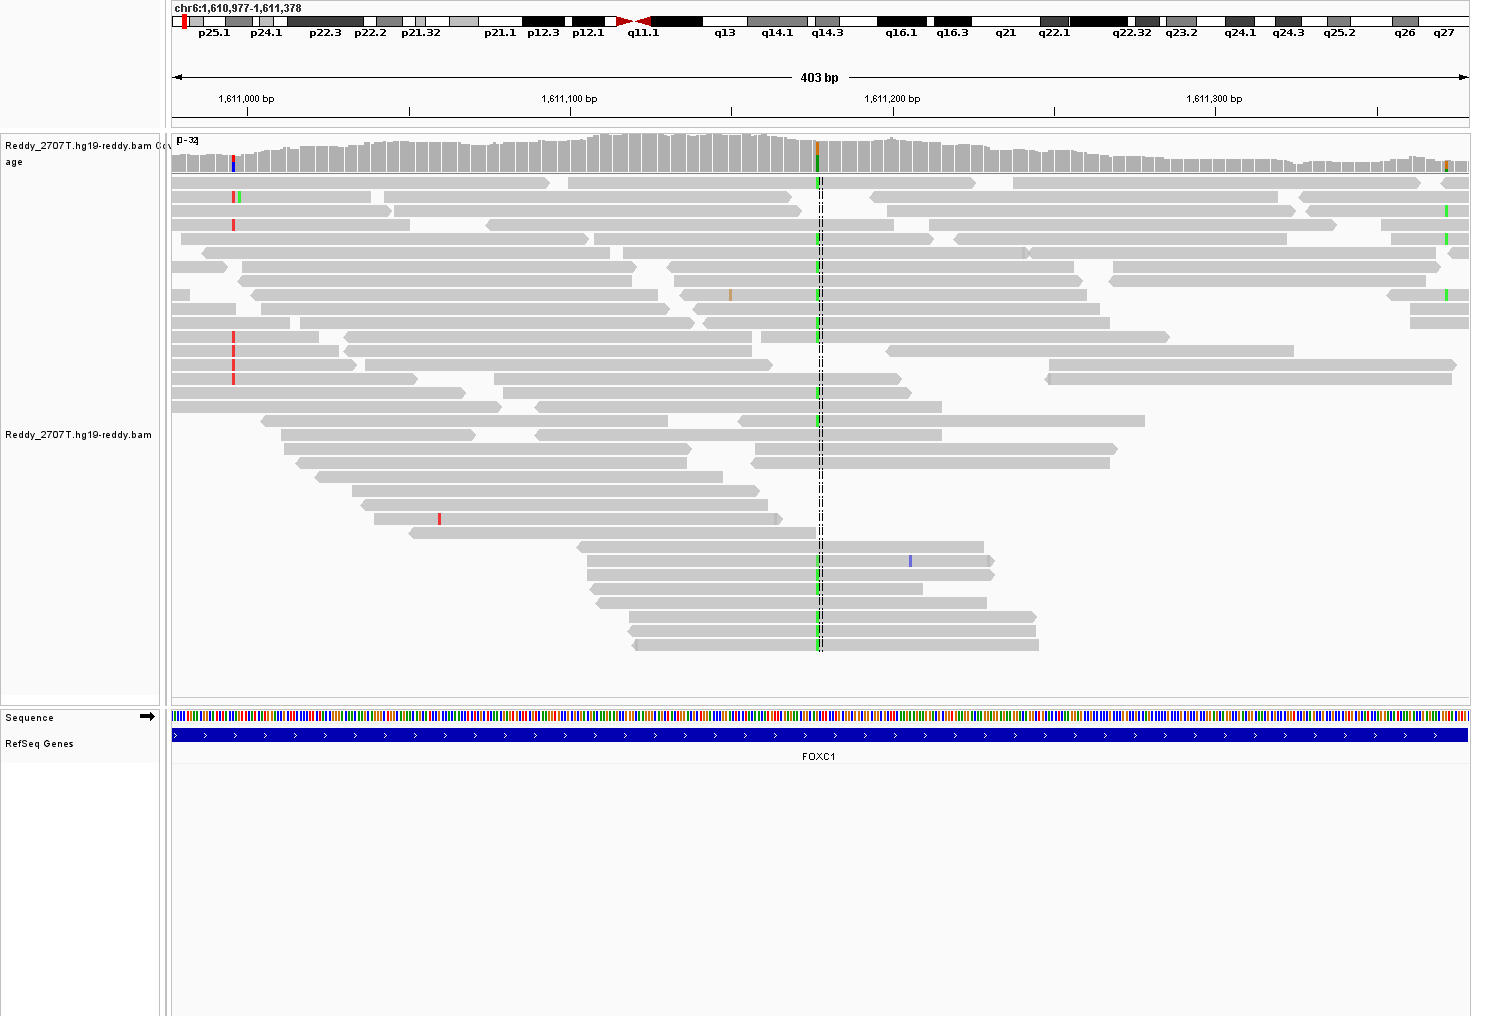 chr6:1,610,977-1,611,378
p25.1 p24.1 p22.3 p22.2 p21.32 p21.1 p12.3 p12.1 q11.1 q13 q14.1 q14.3 q16.1 q16.3 q21 q22.1 q22.32 q23.2 q24.1 q24.3 q25.2 q26 q27
403 bp
1,611,000 bp 1,611,100 bp 1,611,200 bp 1,611,300 bp
[0-32]
Reddy_2707T.hg19-reddy.bam Cov
age
Reddy_2707T.hg19-reddy.bam
Sequence
RefSeq Genes
FOXC1